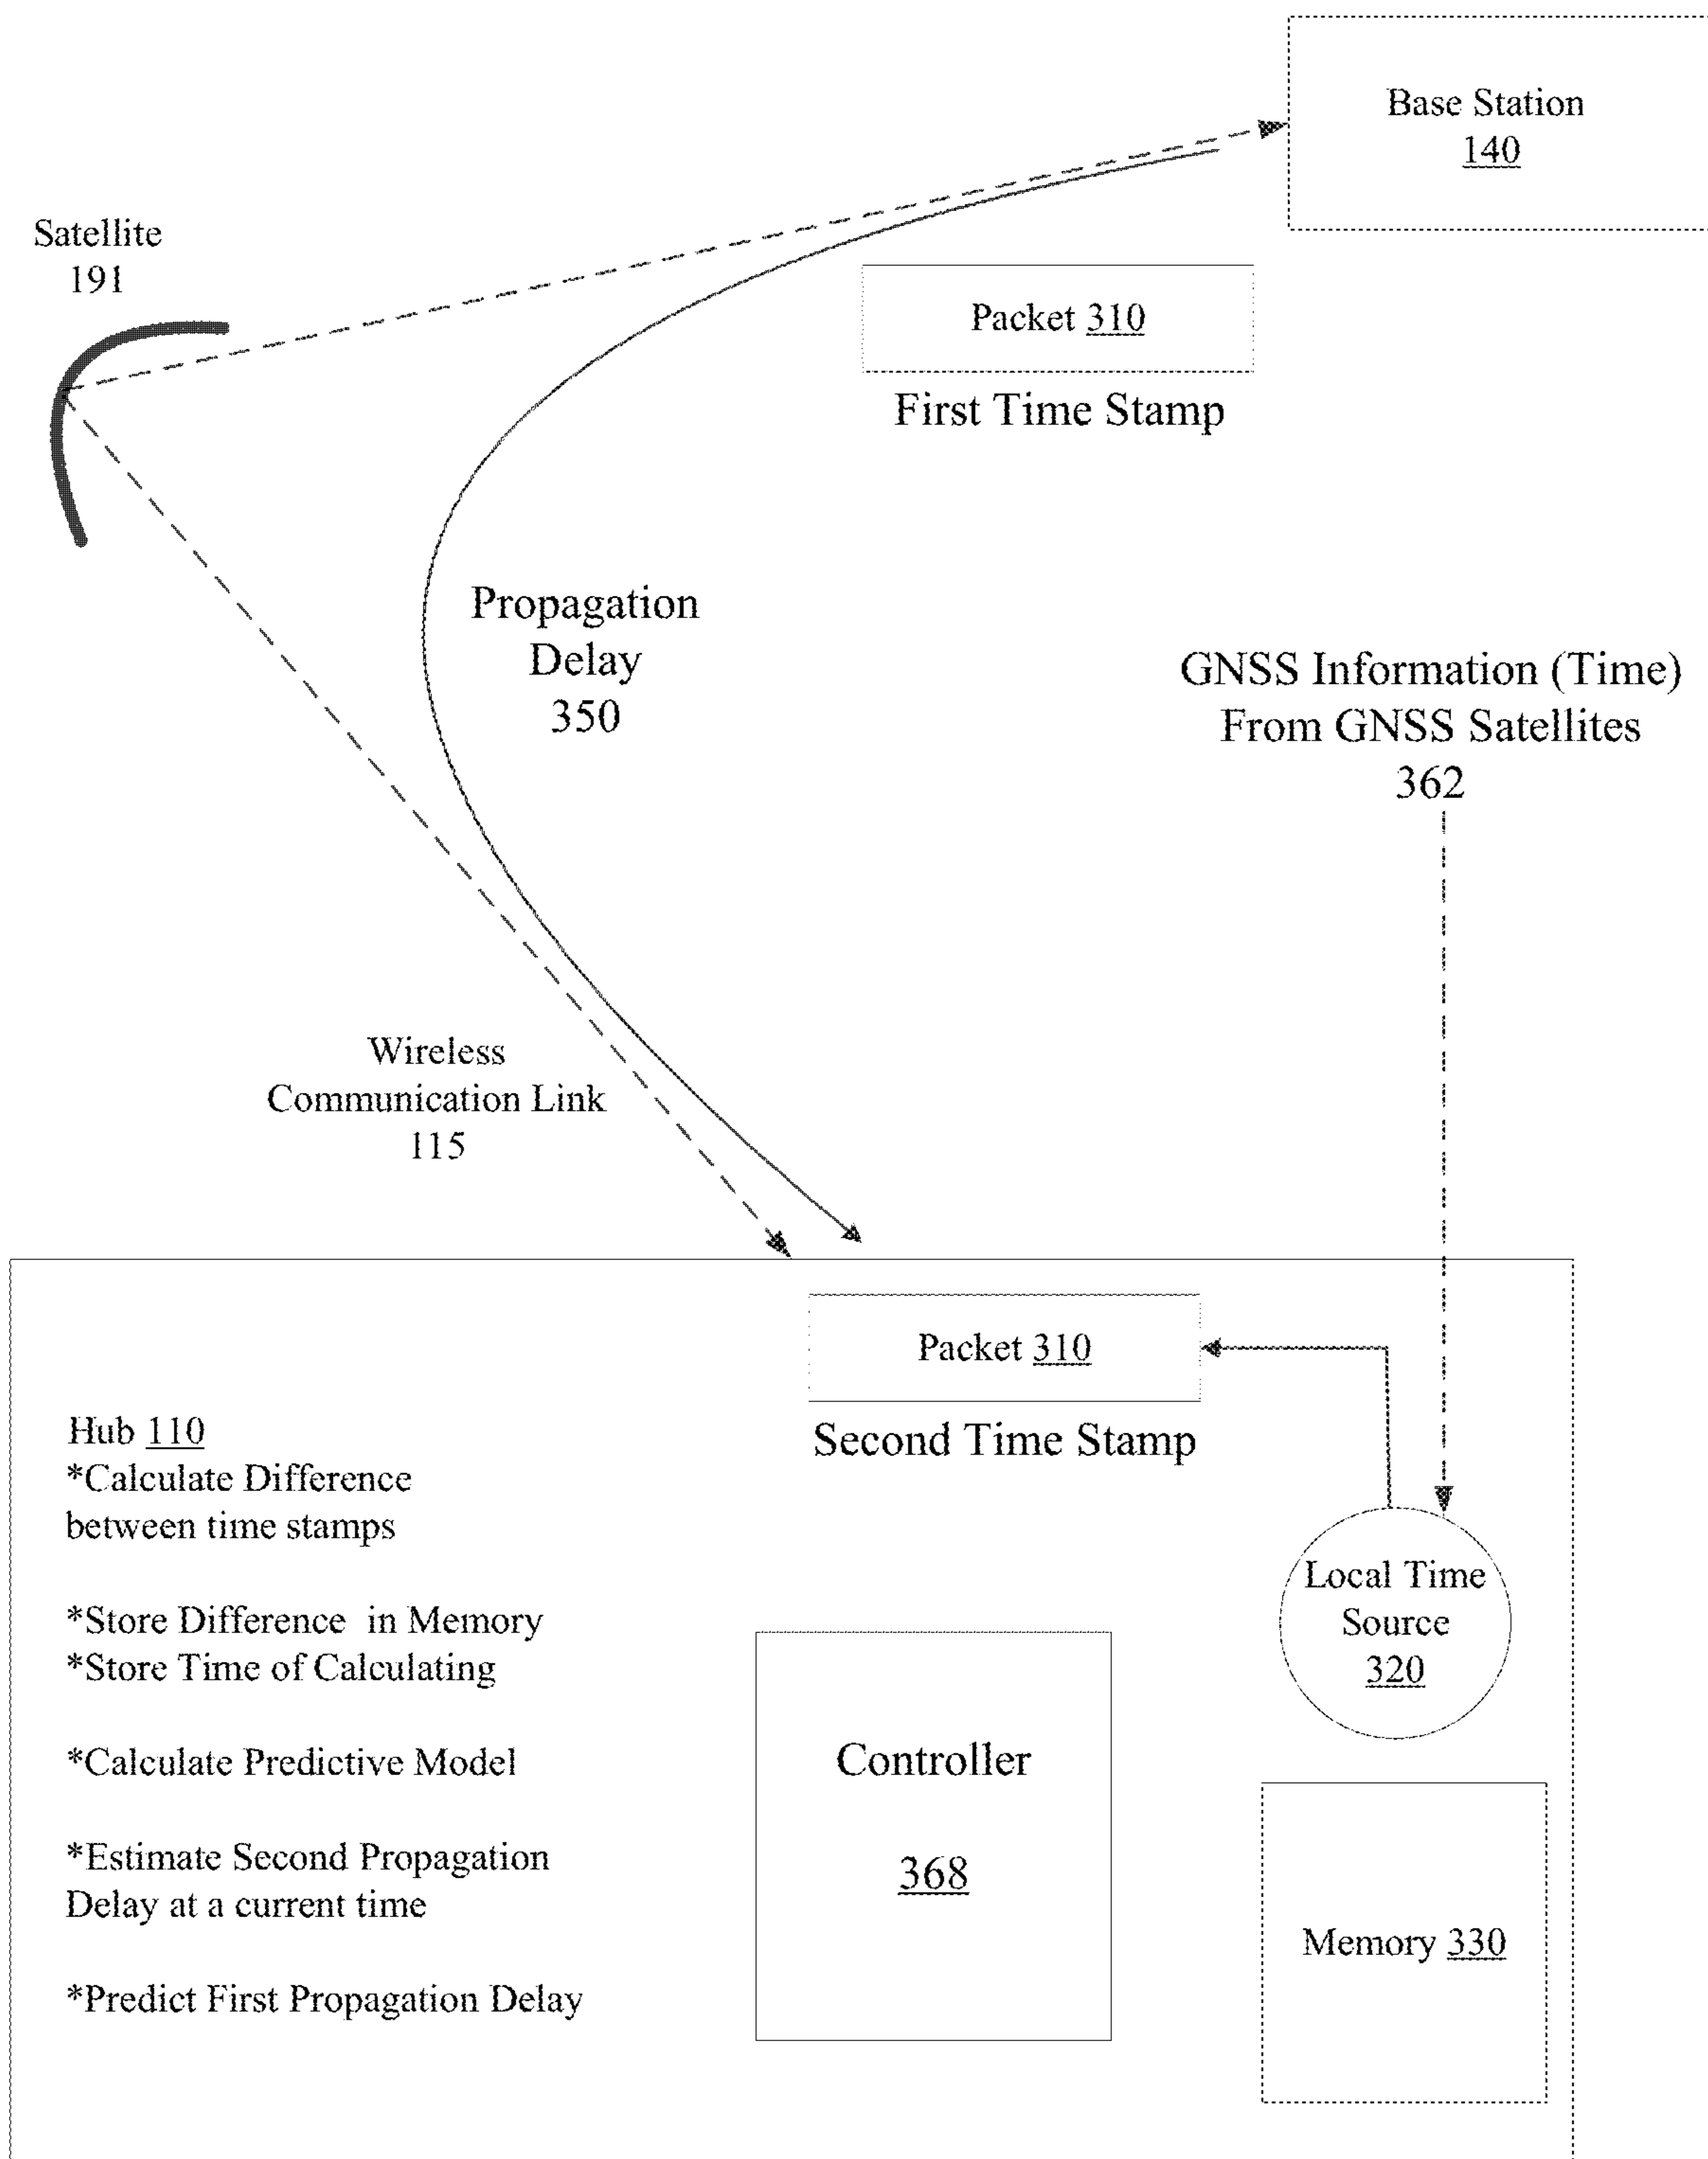 Base Station
140
Satellite
191
Packet 310
First Time Stamp
Propagation
Delay
350
GNSS Information (Time)
From GNSS Satellites
362
Wireless
Communication Link
115
Packet 310
Second Time Stamp
Hub 110
*Calculate Difference
between time stamps
*Store Difference in Memory
*Store Time of Calculating
*Calculate Predictive Model
*Estimate Second Propagation
Delay at a current time
*Predict First Propagation Delay
Local Time
Source
320
Controller
368
Memory 330